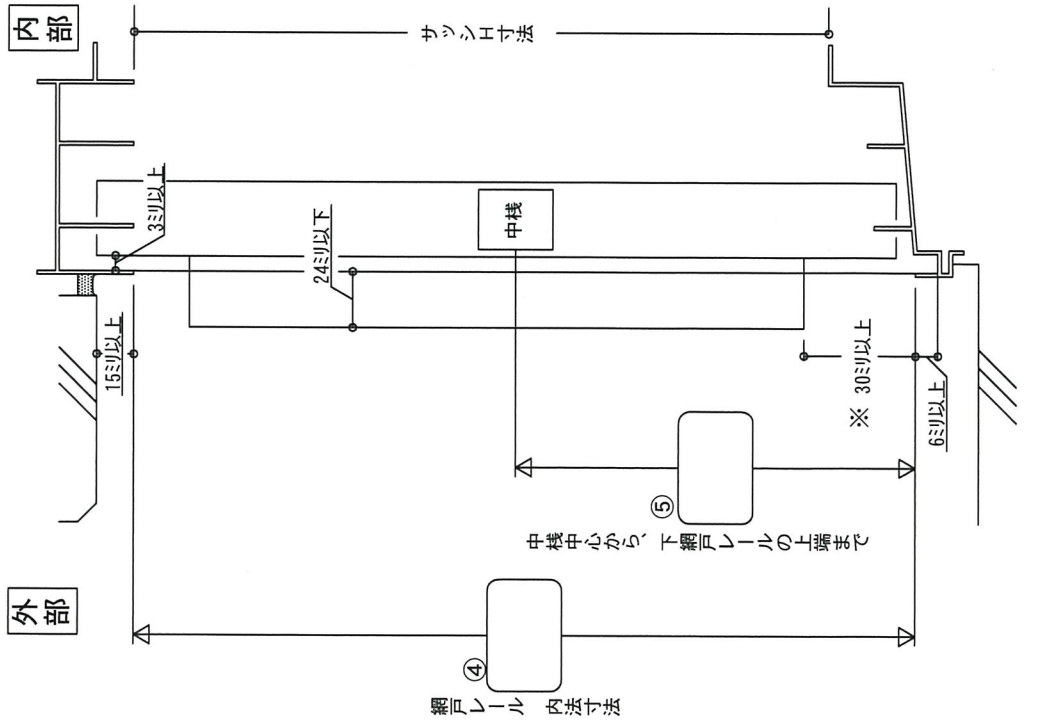 内部
サッシH寸法
3ミリ以上
24ミリ以下
中桟
15ミリ以上
※ 30ミリ以上
6ミリ以上
⑤
中桟中心から、下網戸レールの上端まで
外部
④
網戸レール 内法寸法